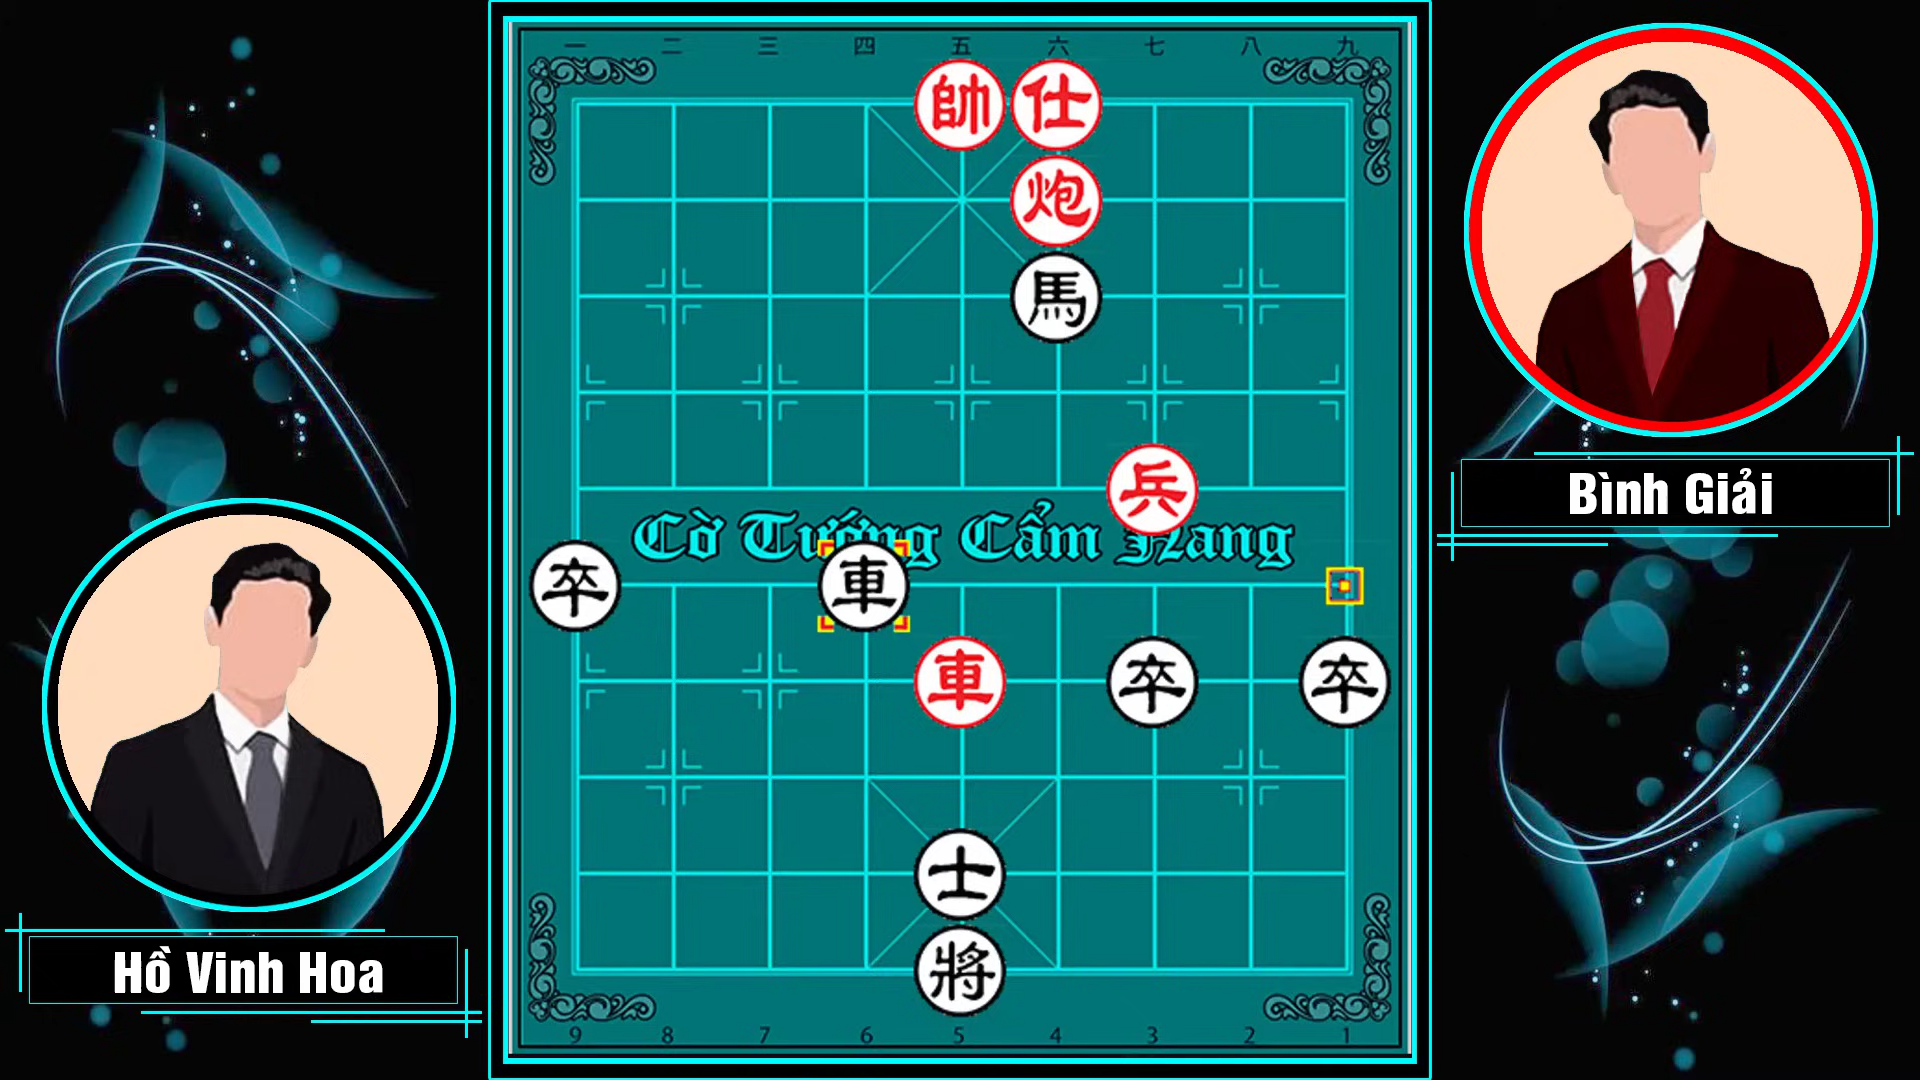 一 二 三 四 五 六 七 八 九
帥 仕
炮
馬
兵
Cờ Tướng Cẩm Nang
卒 車
車 卒 卒
士
將
9 8 7 6 5 4 3 2 1
Bình Giải
Hồ Vinh Hoa